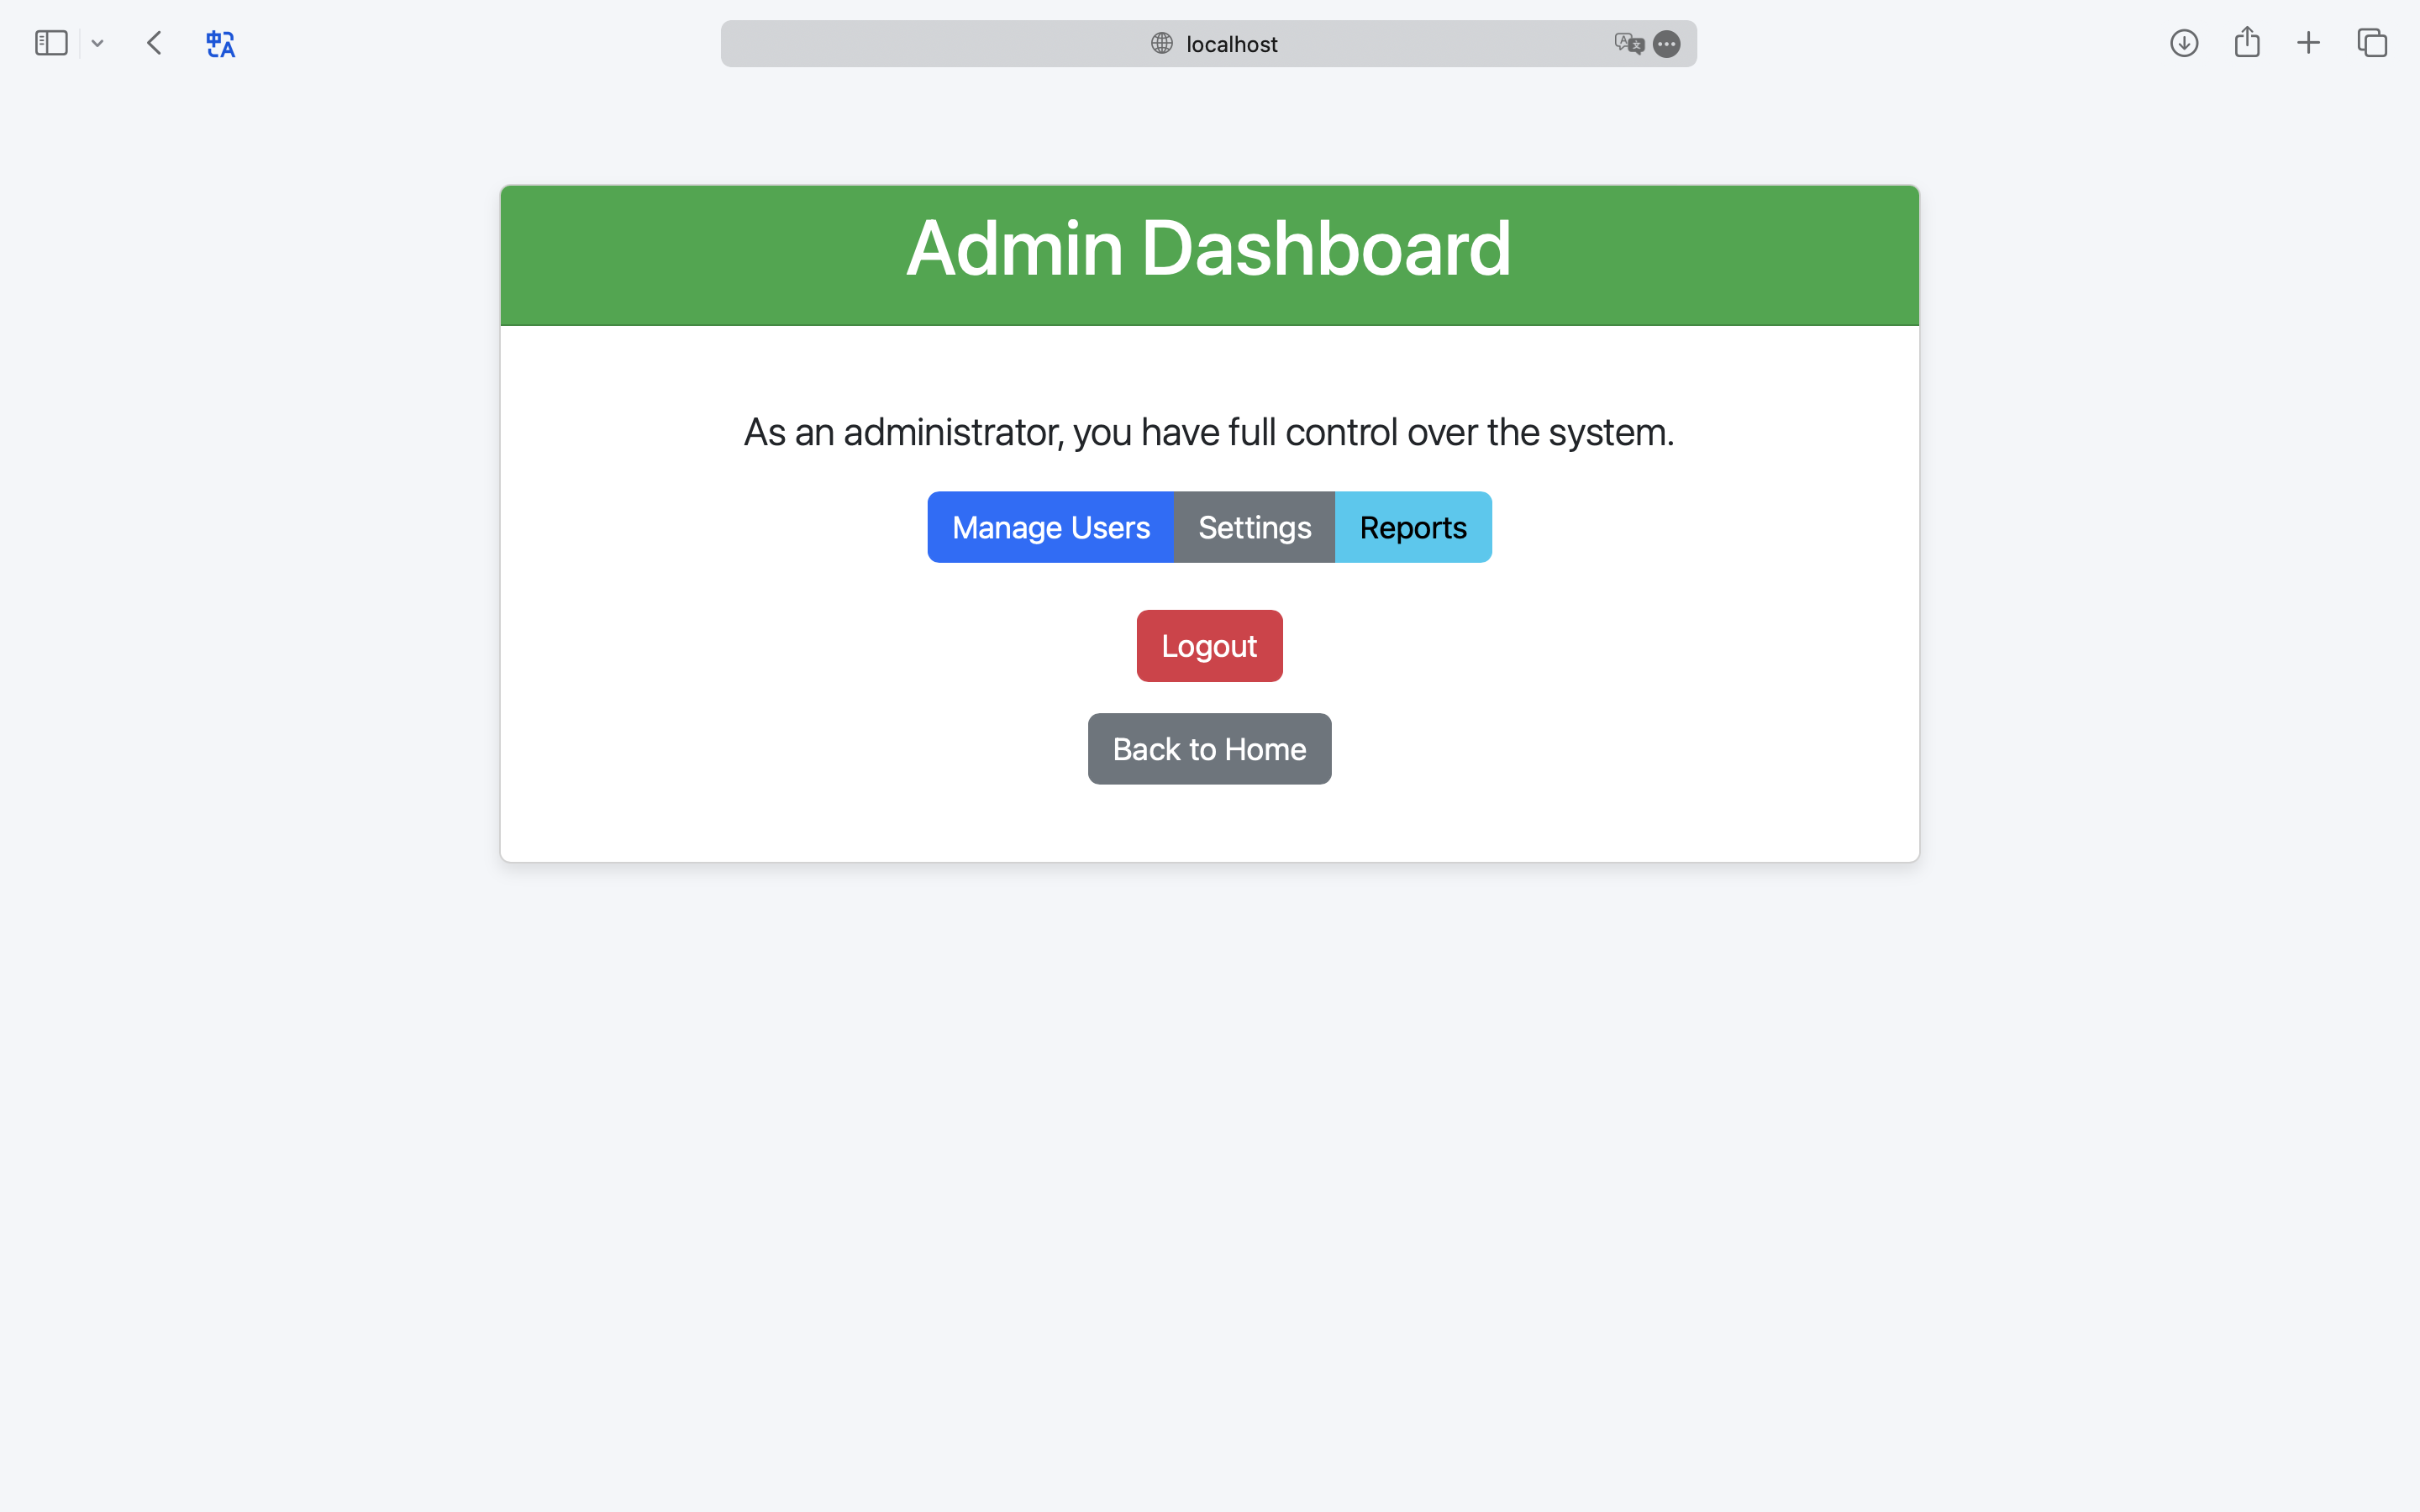 localhost
Admin Dashboard
As an administrator, you have full control over the system.
Manage Users Settings Reports
Logout
Back to Home